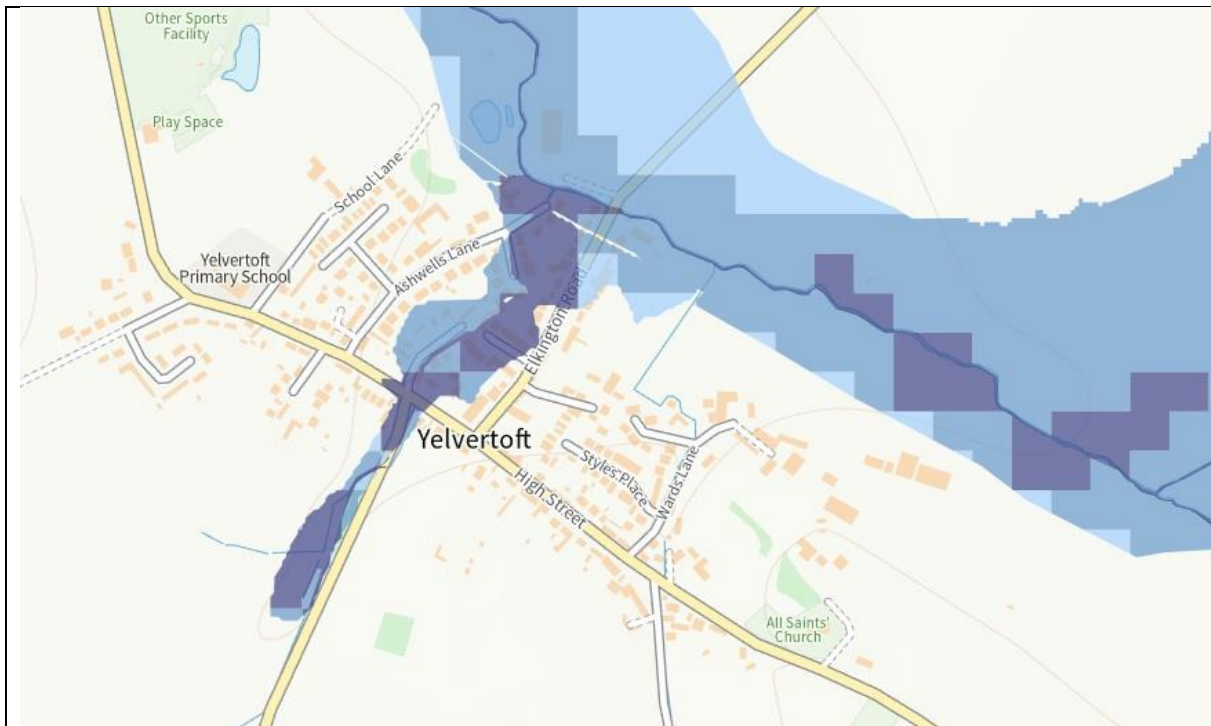 Other Sports
Facility
Play Space
School Lane
Yelvertoft
Primary School
Ashwells Lane
Elkington Road
Yelvertoft
Styles Place
Wards Lane
High Street
All Saints'
Church